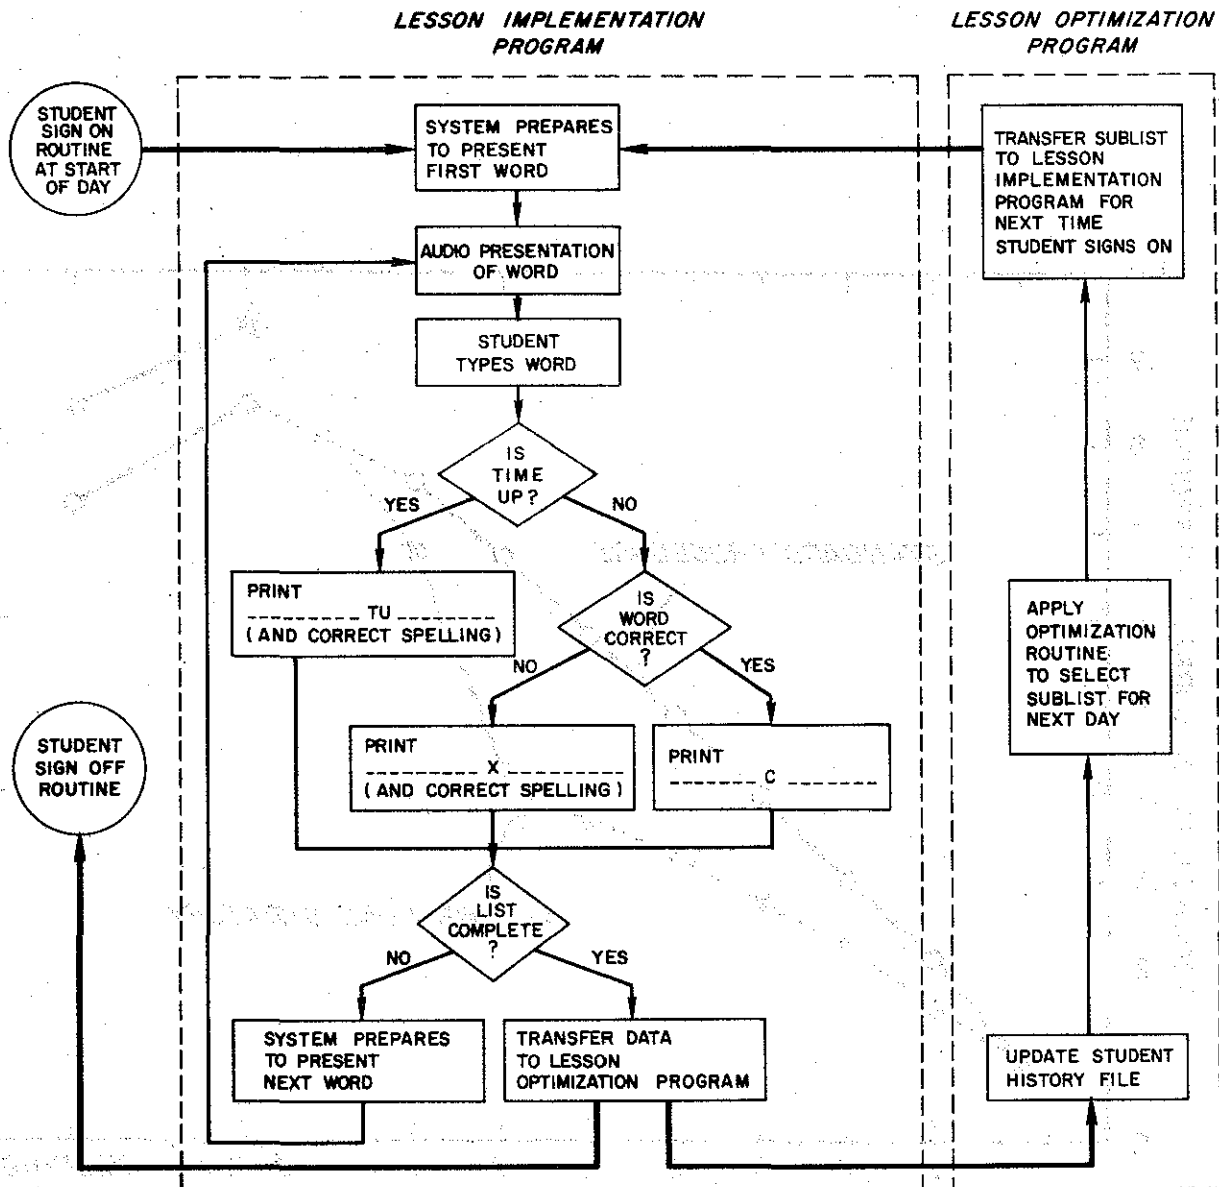 LESSON IMPLEMENTATION
PROGRAM
LESSON OPTIMIZATION
PROGRAM
STUDENT
SIGN ON
ROUTINE
AT START
OF DAY
SYSTEM PREPARES
TO PRESENT
FIRST WORD
TRANSFER SUBLIST
TO LESSON
IMPLEMENTATION
PROGRAM FOR
NEXT TIME
STUDENT SIGNS ON
AUDIO PRESENTATION
OF WORD
STUDENT
TYPES WORD
IS
TIME
UP?
YES
NO
PRINT
_________ TU ________
(AND CORRECT SPELLING)
IS
WORD
CORRECT
?
NO
YES
APPLY
OPTIMIZATION
ROUTINE
TO SELECT
SUBLIST FOR
NEXT DAY
STUDENT
SIGN OFF
ROUTINE
PRINT
_________ X _________
(AND CORRECT SPELLING)
PRINT
_______ C _______
IS
LIST
COMPLETE
?
NO
YES
SYSTEM PREPARES
TO PRESENT
NEXT WORD
TRANSFER DATA
TO LESSON
OPTIMIZATION PROGRAM
UPDATE STUDENT
HISTORY FILE